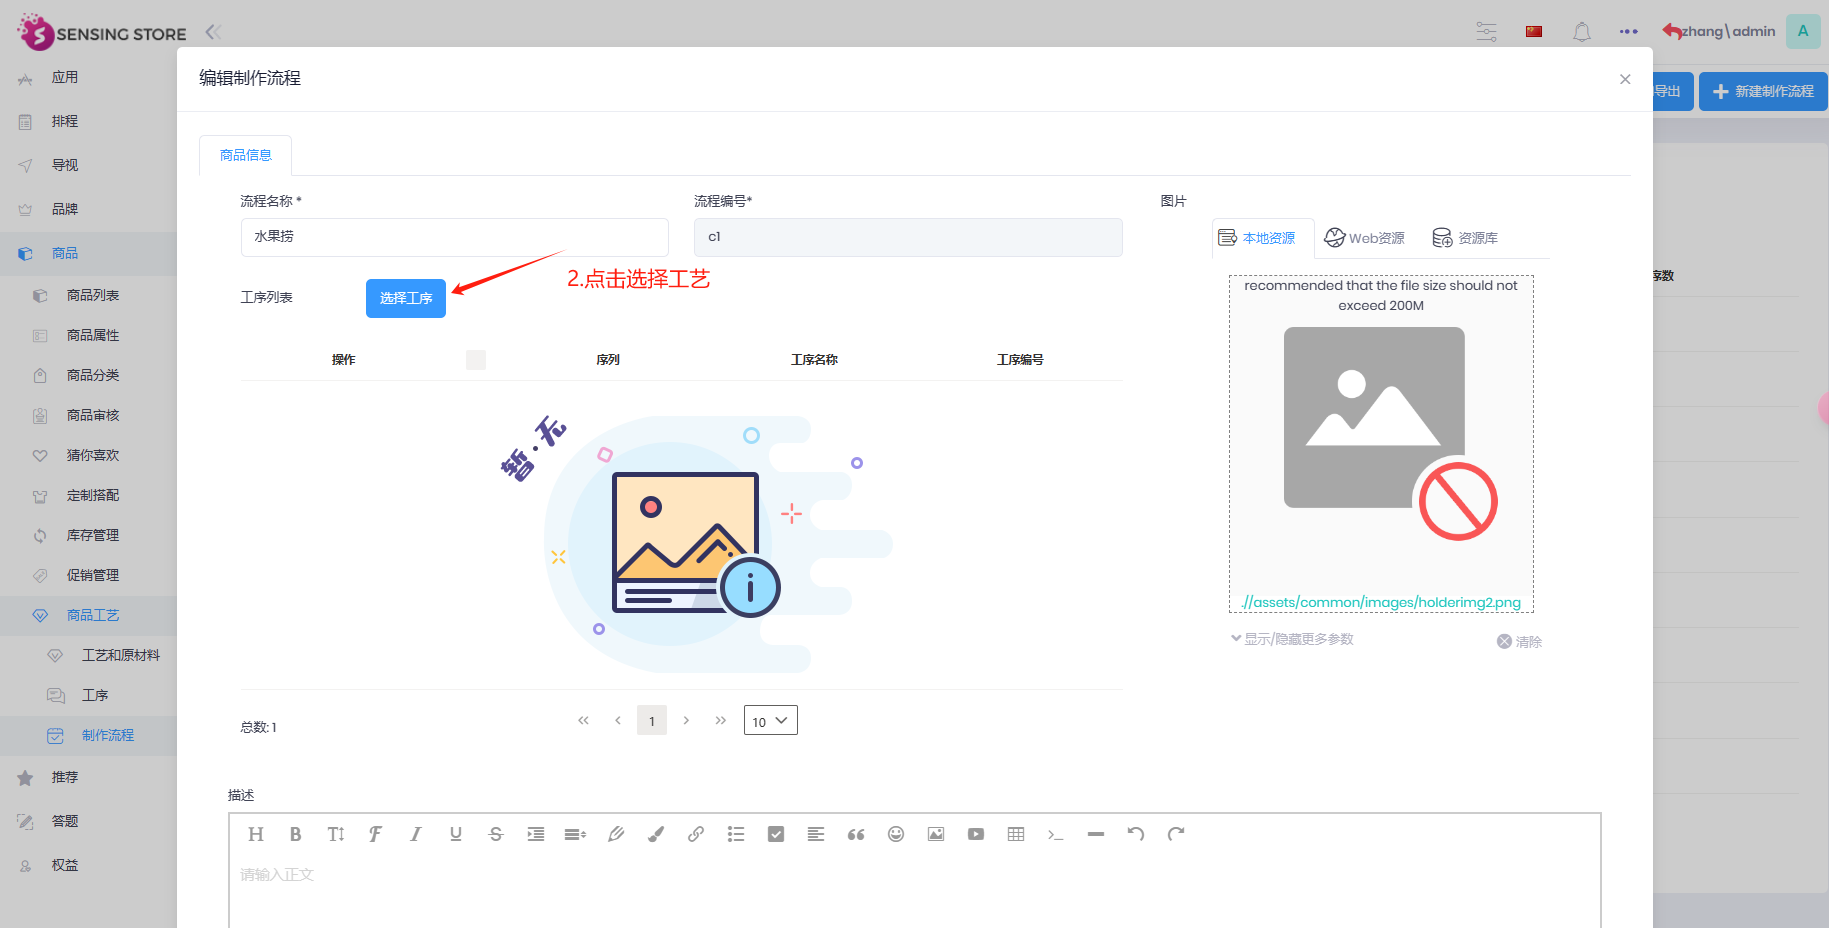 SENSING STORE
zhang\admin
A
应用
排程
导视
品牌
商品
商品列表
商品属性
商品分类
商品审核
猜你喜欢
定制搭配
库存管理
促销管理
商品工艺
工艺和原材料
工序
制作流程
推荐
答题
权益
导出
新建制作流程
序数
编辑制作流程
商品信息
流程名称 *
流程编号*
图片
水果捞
c1
本地资源
Web资源
资源库
2.点击选择工艺
工序列表
选择工序
recommended that the file size should not
exceed 200M
操作
序列
工序名称
工序编号
暂·无
.//assets/common/images/holderimg2.png
显示/隐藏更多参数
清除
总数: 1
1
10
描述
请输入正文